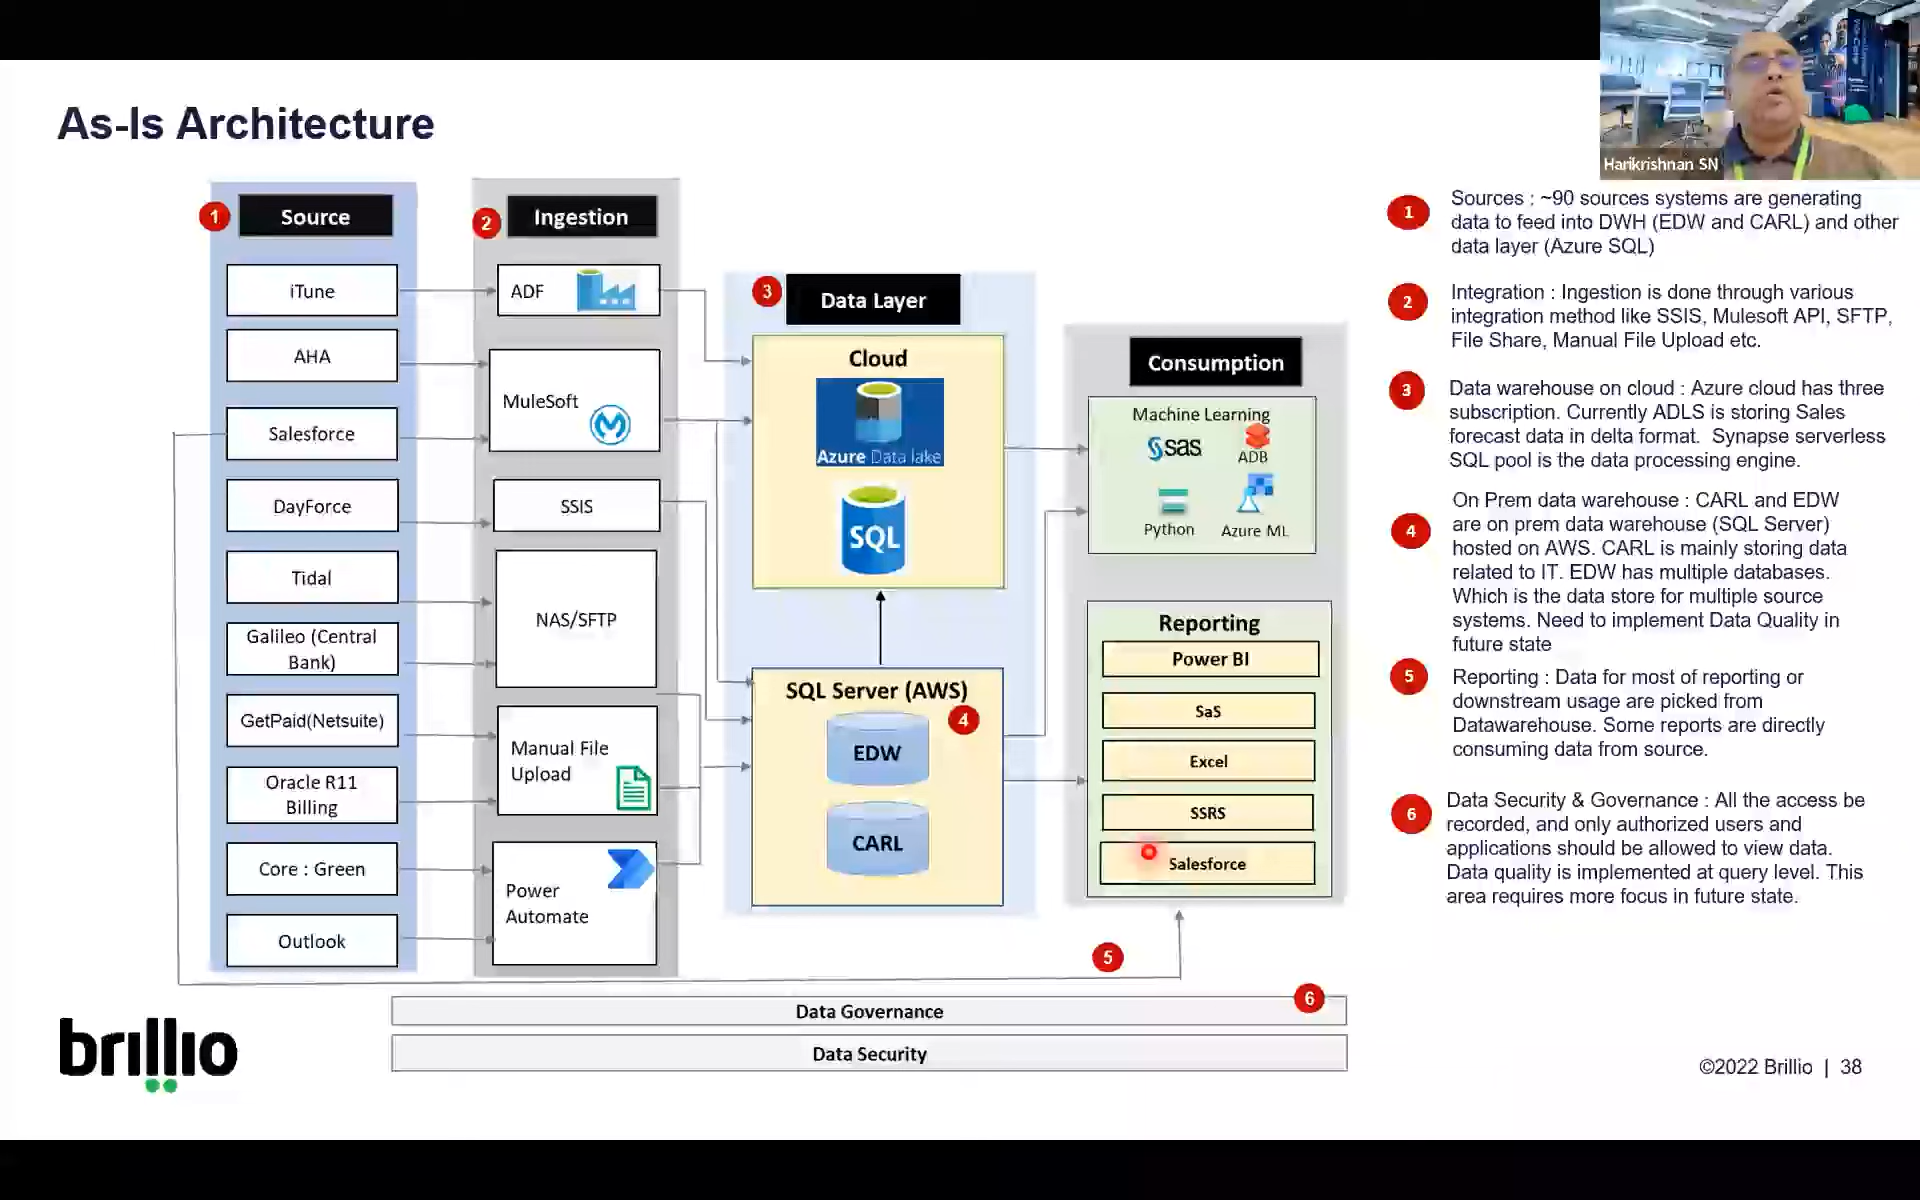 Harikrishnan SN
As-Is Architecture
1
Source
iTune
AHA
Salesforce
DayForce
Tidal
Galileo (Central
Bank)
GetPaid(Netsuite)
Oracle R11
Billing
Core : Green
Outlook
2
Ingestion
ADF
MuleSoft
SSIS
NAS/SFTP
Manual File
Upload
Power
Automate
3
Data Layer
Cloud
Azure Data lake
SQL
SQL Server (AWS)
4
EDW
CARL
Consumption
Machine Learning
sas
ADB
Python
Azure ML
Reporting
Power BI
SaS
Excel
SSRS
Salesforce
5
6
Data Governance
Data Security
1
Sources : ~90 sources systems are generating
data to feed into DWH (EDW and CARL) and other
data layer (Azure SQL)
2
Integration : Ingestion is done through various
integration method like SSIS, Mulesoft API, SFTP,
File Share, Manual File Upload etc.
3
Data warehouse on cloud : Azure cloud has three
subscription. Currently ADLS is storing Sales
forecast data in delta format. Synapse serverless
SQL pool is the data processing engine.
4
On Prem data warehouse : CARL and EDW
are on prem data warehouse (SQL Server)
hosted on AWS. CARL is mainly storing data
related to IT. EDW has multiple databases.
Which is the data store for multiple source
systems. Need to implement Data Quality in
future state
5
Reporting : Data for most of reporting or
downstream usage are picked from
Datawarehouse. Some reports are directly
consuming data from source.
6
Data Security & Governance : All the access be
recorded, and only authorized users and
applications should be allowed to view data.
Data quality is implemented at query level. This
area requires more focus in future state.
brillio
©2022 Brillio | 38